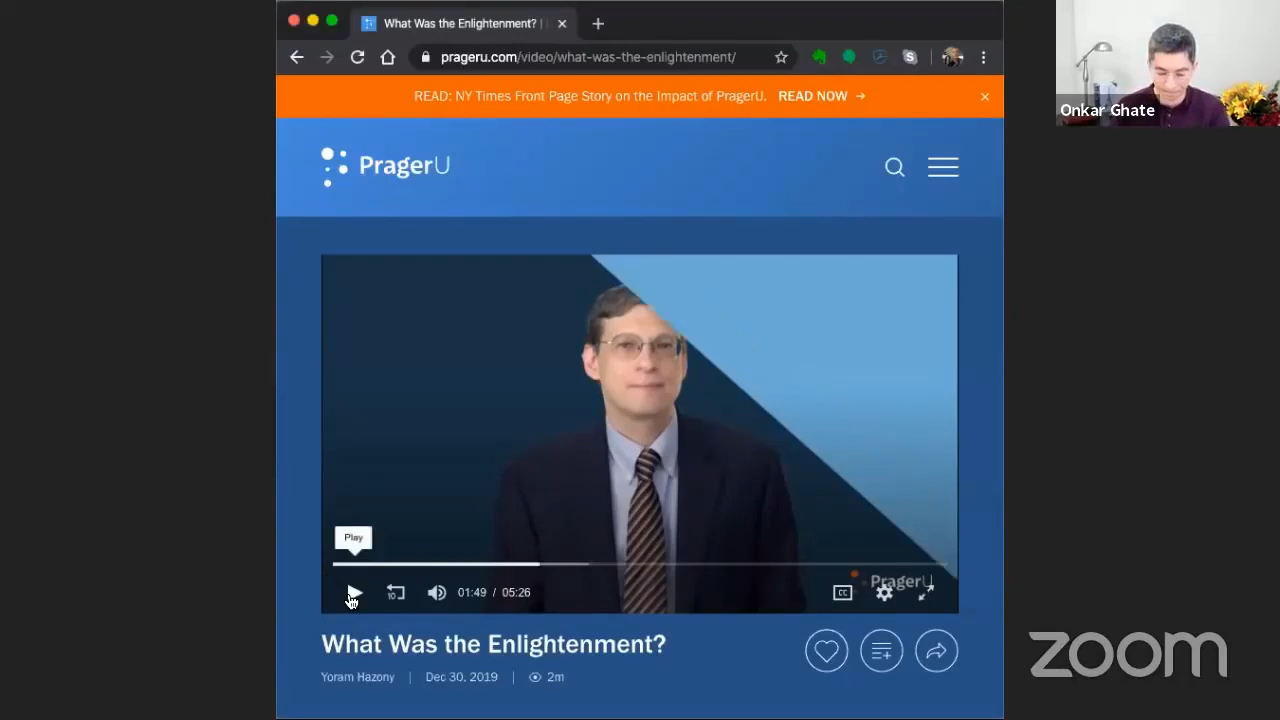 What Was the Enlightenment? |
prageru.com/video/what-was-the-enlightenment/
READ: NY Times Front Page Story on the Impact of PragerU. READ NOW →
Onkar Ghate
PragerU
Play
PragerU
10
01:49 / 05:26
CC
What Was the Enlightenment?
Yoram Hazony | Dec 30, 2019 | 2m
zoom